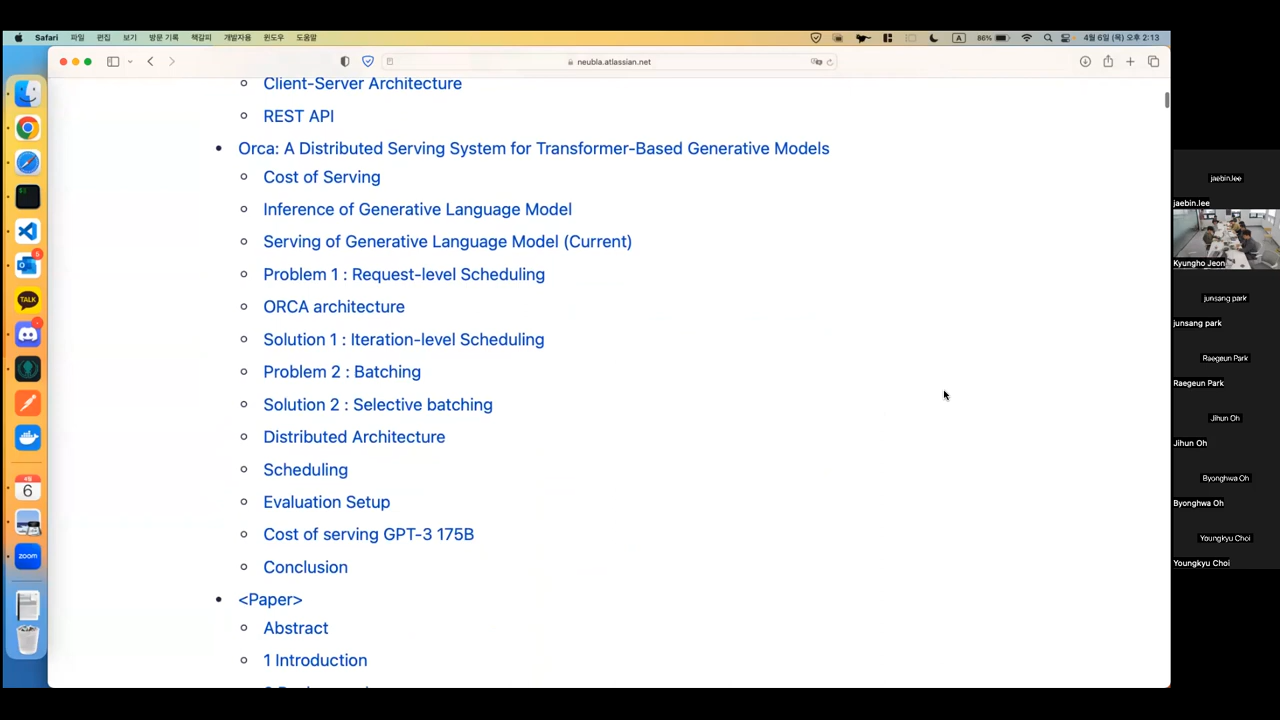 Safari 파일 편집 보기 방문 기록 책갈피 개발자용 윈도우 도움말 A 86% 4월 6일 (목) 오후 2:13
neubla.atlassian.net
Client-Server Architecture
REST API
Orca: A Distributed Serving System for Transformer-Based Generative Models
Cost of Serving
Inference of Generative Language Model
Serving of Generative Language Model (Current)
Problem 1 : Request-level Scheduling
ORCA architecture
Solution 1 : Iteration-level Scheduling
Problem 2 : Batching
Solution 2 : Selective batching
Distributed Architecture
Scheduling
Evaluation Setup
Cost of serving GPT-3 175B
Conclusion
<Paper>
Abstract
1 Introduction
TALK
6
zoom
jaebin.lee
jaebin.lee
Kyungho Jeon
junsang park
junsang park
Raegeun Park
Raegeun Park
Jihun Oh
Jihun Oh
Byonghwa Oh
Byonghwa Oh
Youngkyu Choi
Youngkyu Choi